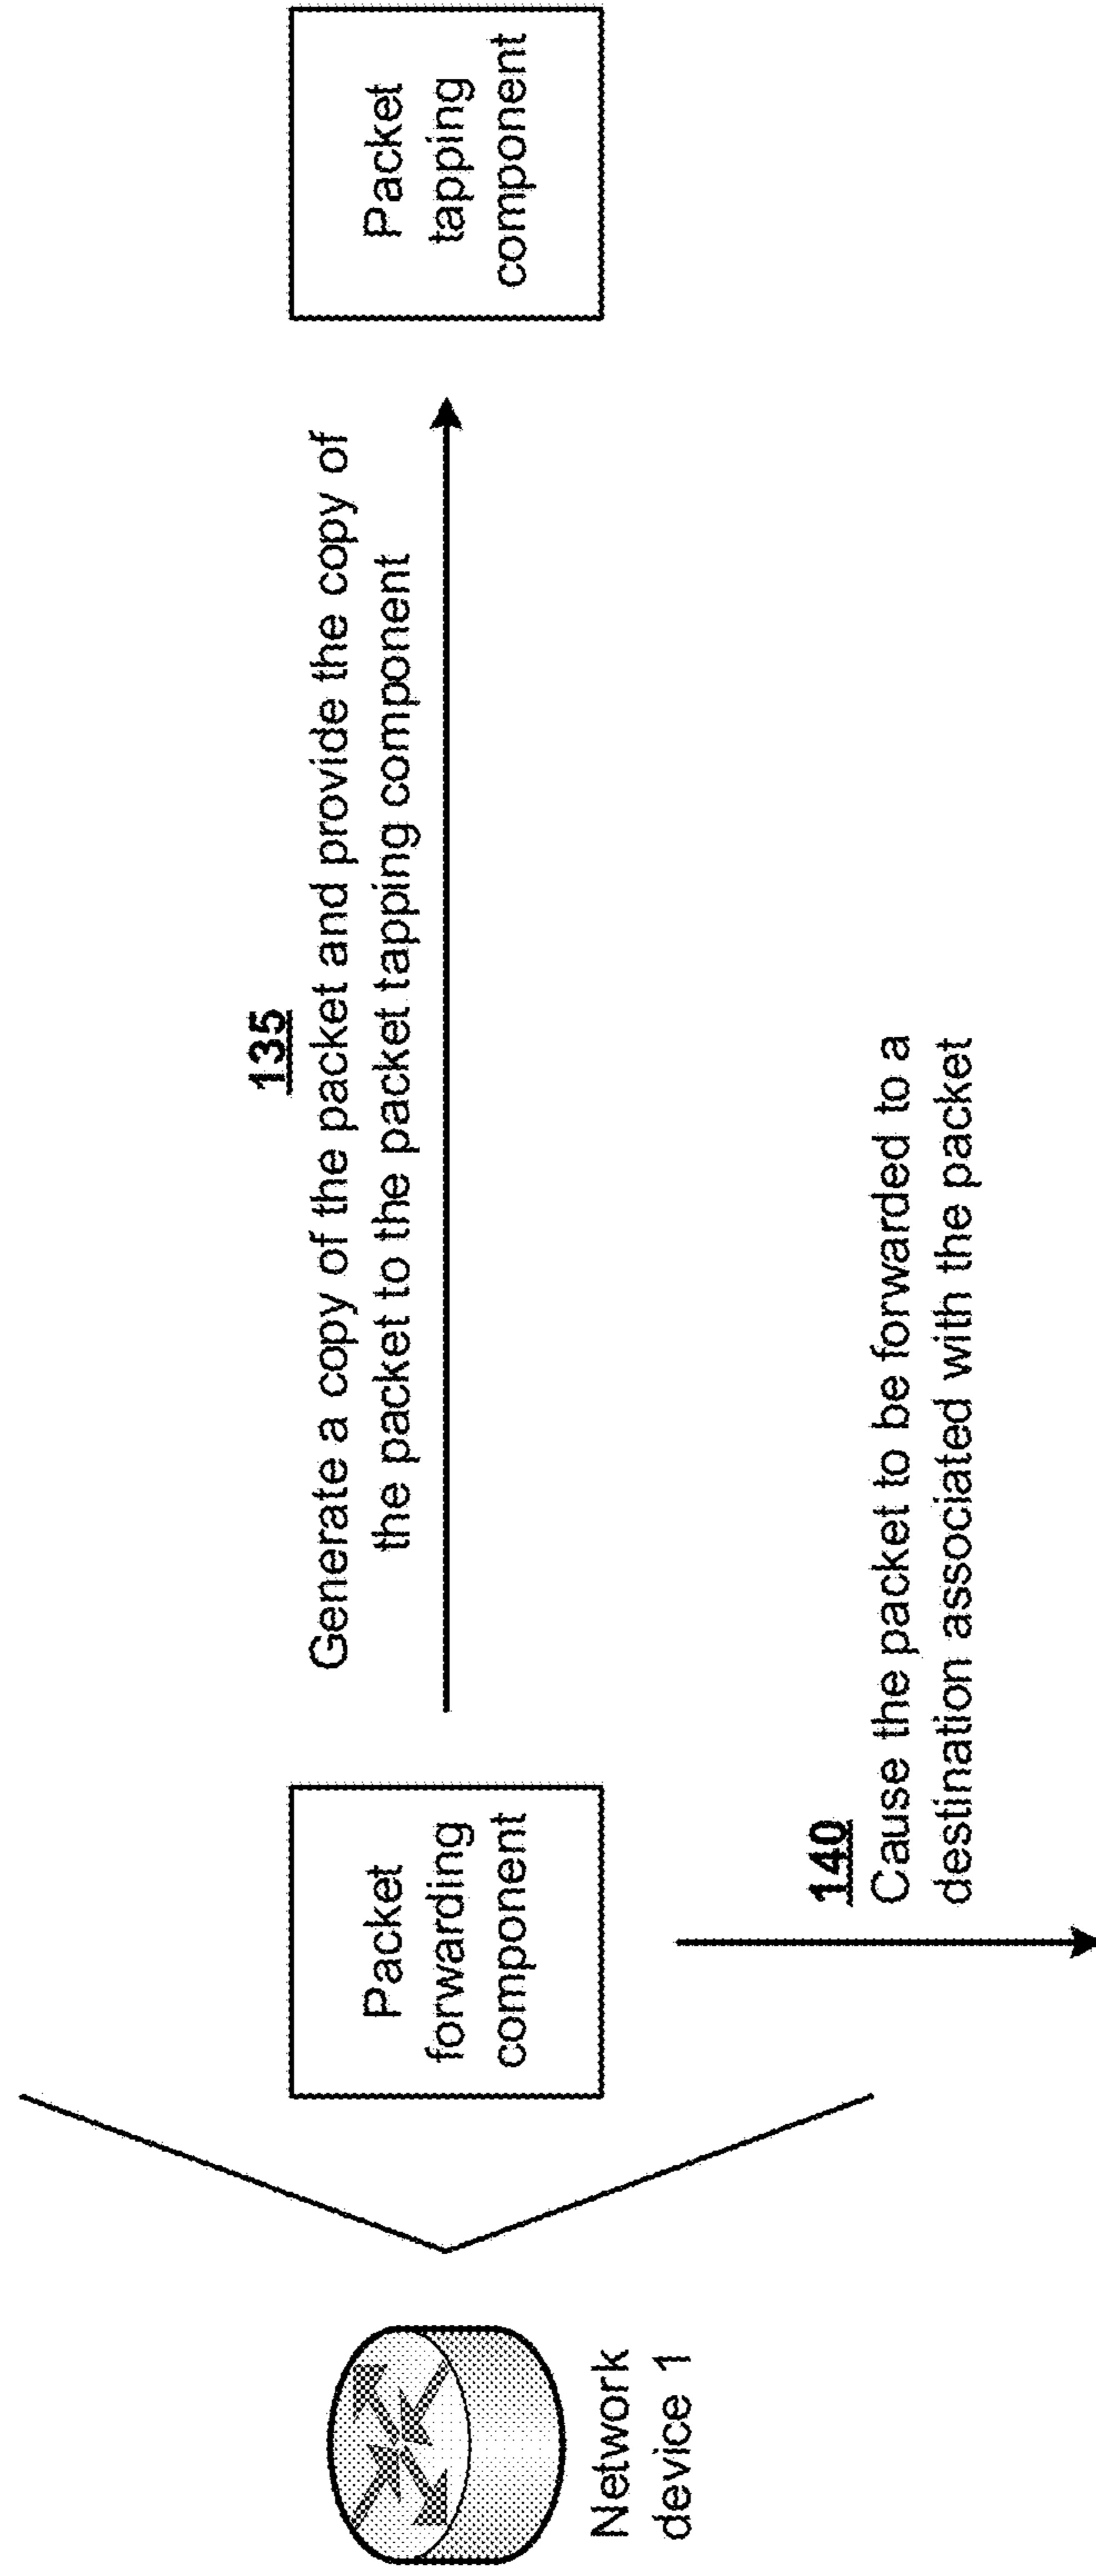 Network
device 1
Packet
forwarding
component
135
Generate a copy of the packet and provide the copy of
the packet to the packet tapping component
Packet
tapping
component
140
Cause the packet to be forwarded to a
destination associated with the packet